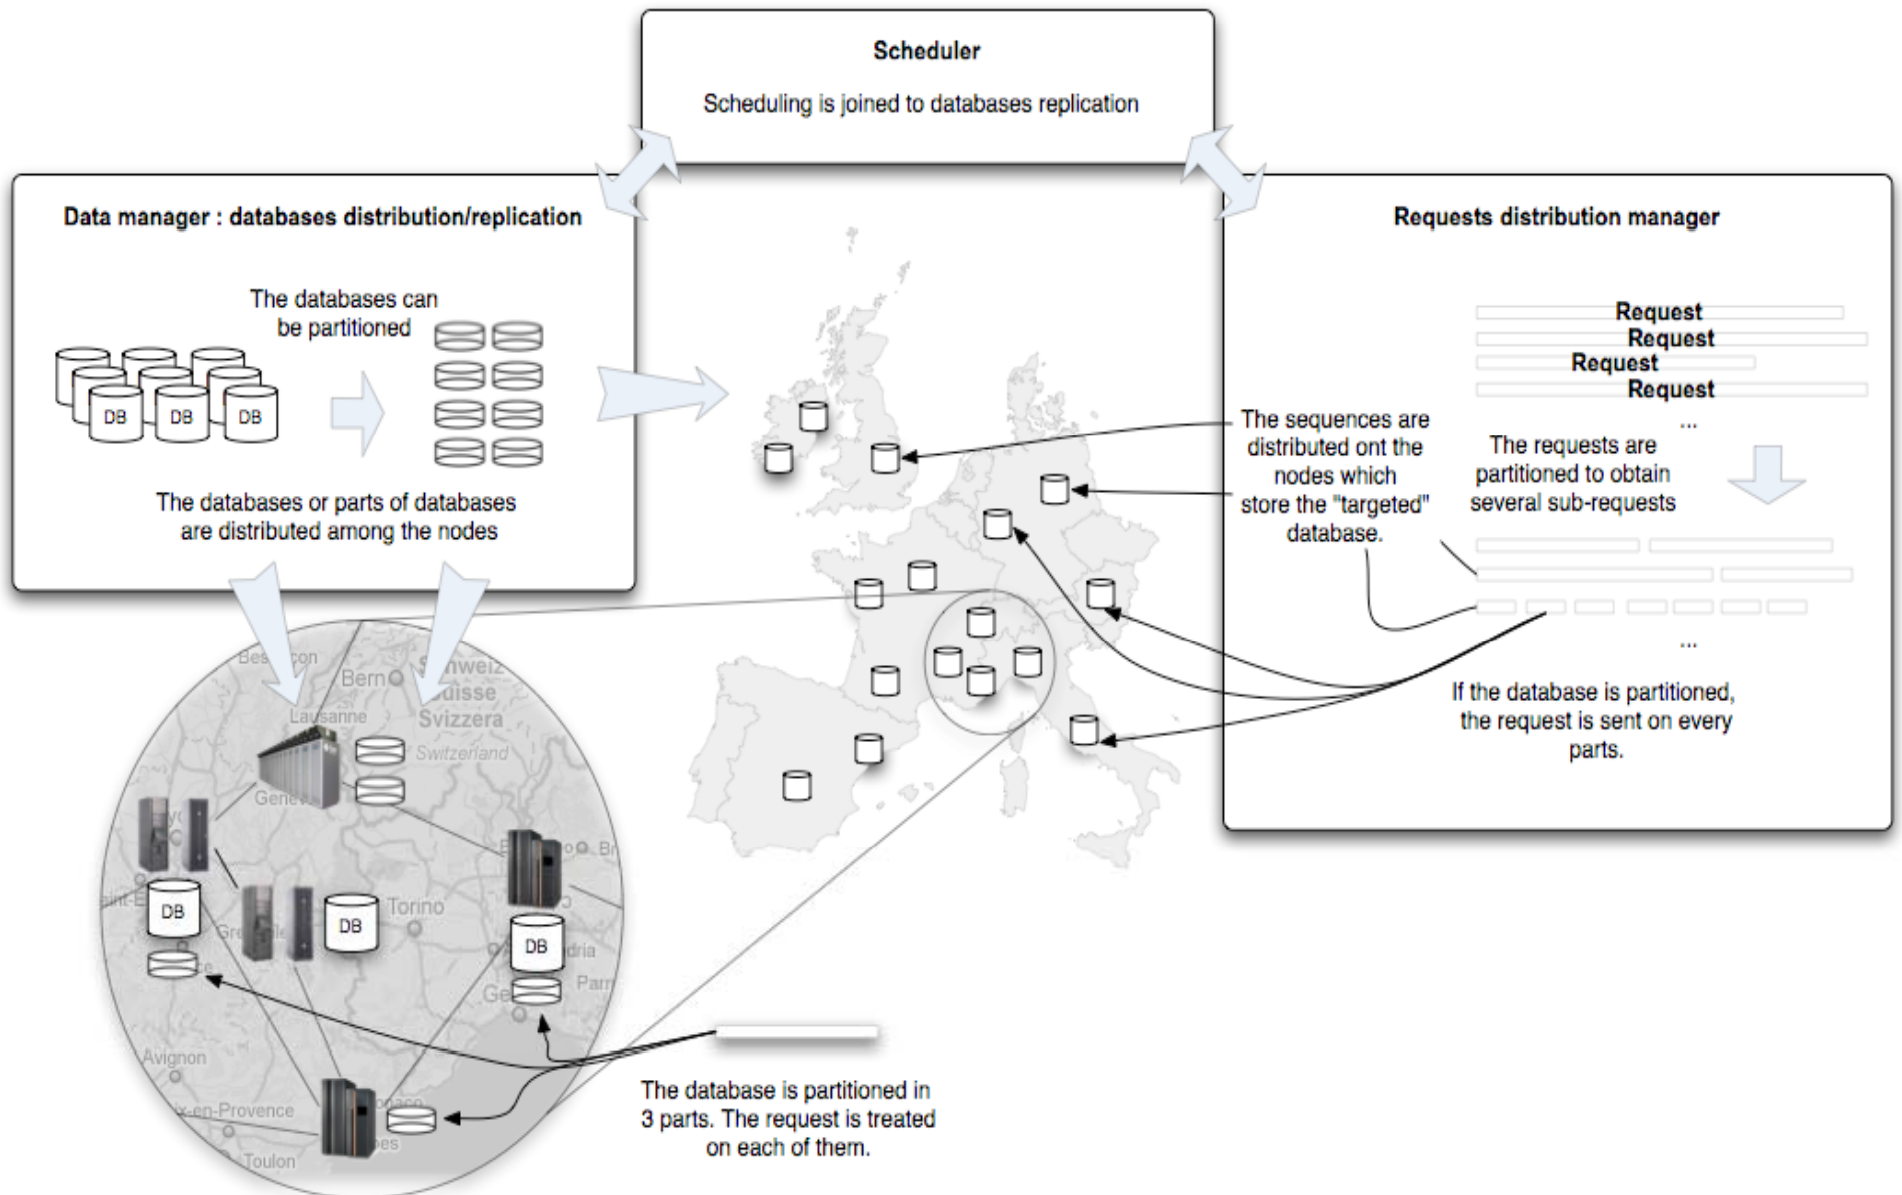 Scheduler
Scheduling is joined to databases replication
Data manager : databases distribution/replication
The databases can
be partitioned
DB
DB
DB
The databases or parts of databases
are distributed among the nodes
Requests distribution manager
Request
Request
Request
Request
...
The sequences are
distributed ont the
nodes which
store the "targeted"
database.
The requests are
partitioned to obtain
several sub-requests
...
If the database is partitioned,
the request is sent on every
parts.
Bern
Suisse
Lausanne
Svizzera
Switzerland
DB
DB
Torino
DB
Avignon
Toulon
The database is partitioned in
3 parts. The request is treated
on each of them.